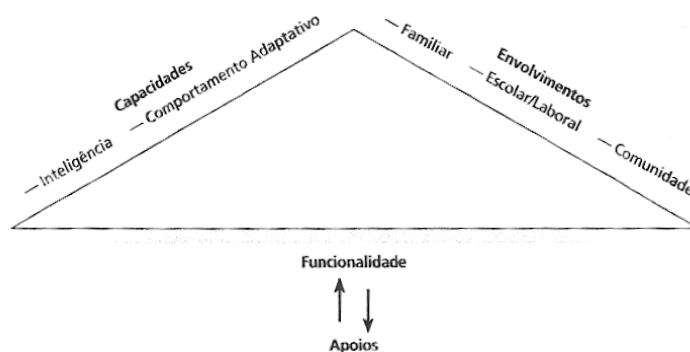 Capacidades
— Inteligência
— Comportamento Adaptativo
Envolvimentos
— Familiar
— Escolar/Laboral
— Comunidade
Funcionalidade
Apoios